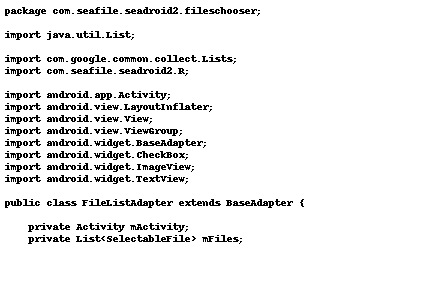 package com.seafile.seadroid2.fileschooser;

import java.util.List;

import com.google.common.collect.Lists;
import com.seafile.seadroid2.R;

import android.app.Activity;
import android.view.LayoutInflater;
import android.view.View;
import android.view.ViewGroup;
import android.widget.BaseAdapter;
import android.widget.CheckBox;
import android.widget.ImageView;
import android.widget.TextView;

public class FileListAdapter extends BaseAdapter {

    private Activity mActivity;
    private List<SelectableFile> mFiles;